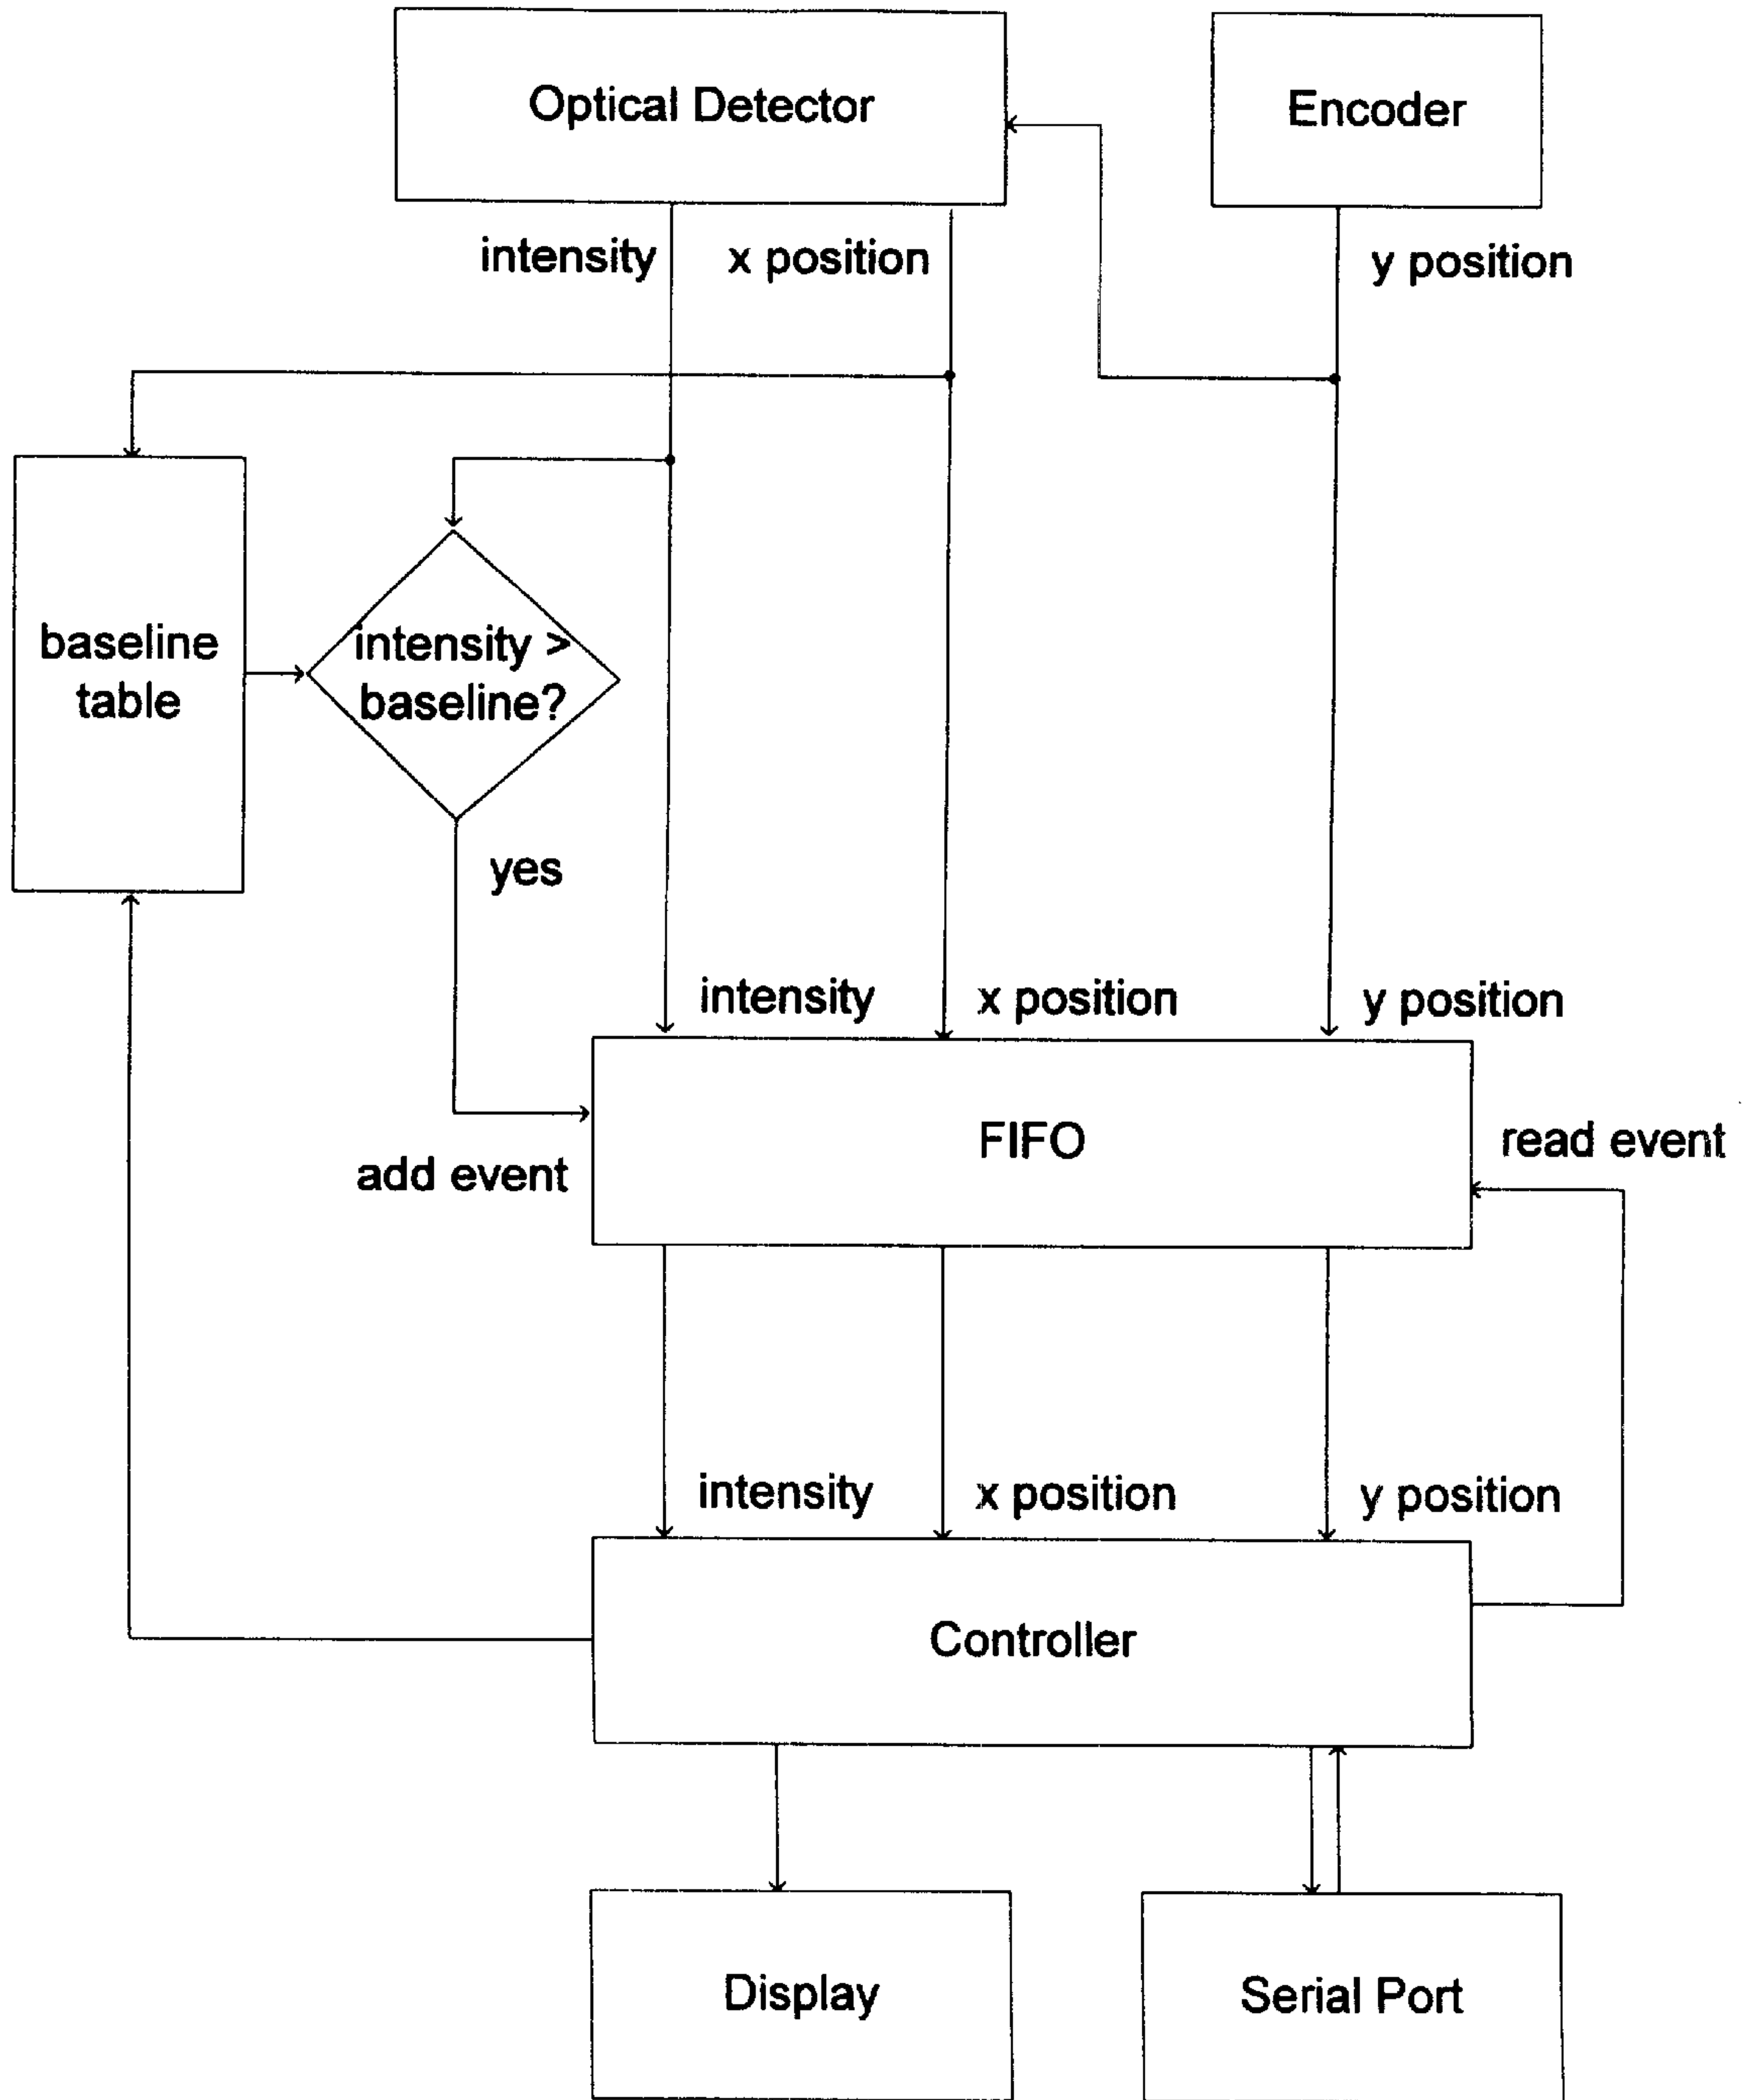 Optical Detector
Encoder
intensity
x position
y position
baseline
table
intensity >
baseline?
yes
intensity
x position
y position
add event
FIFO
read event
intensity
x position
y position
Controller
Display
Serial Port